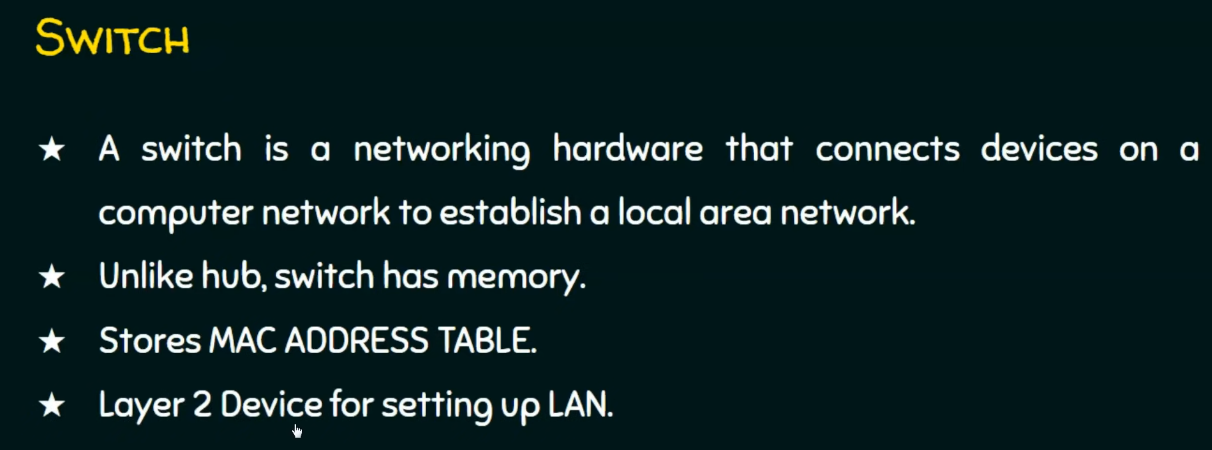 SWITCH
★ A switch is a networking hardware that connects devices on a
computer network to establish a local area network.
★ Unlike hub, switch has memory.
★ Stores MAC ADDRESS TABLE.
★ Layer 2 Device for setting up LAN.